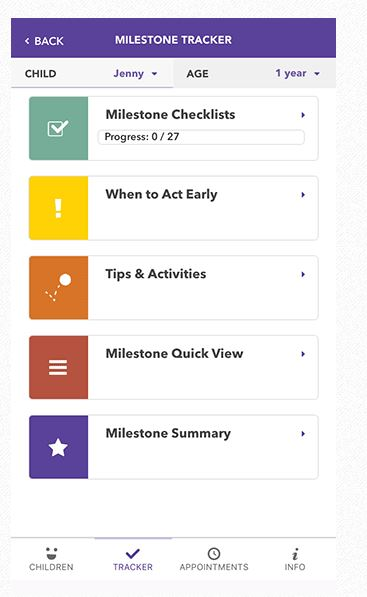 BACK
MILESTONE TRACKER
CHILD Jenny AGE 1 year
Milestone Checklists
Progress: 0 / 27
When to Act Early
Tips & Activities
Milestone Quick View
Milestone Summary
CHILDREN TRACKER APPOINTMENTS INFO